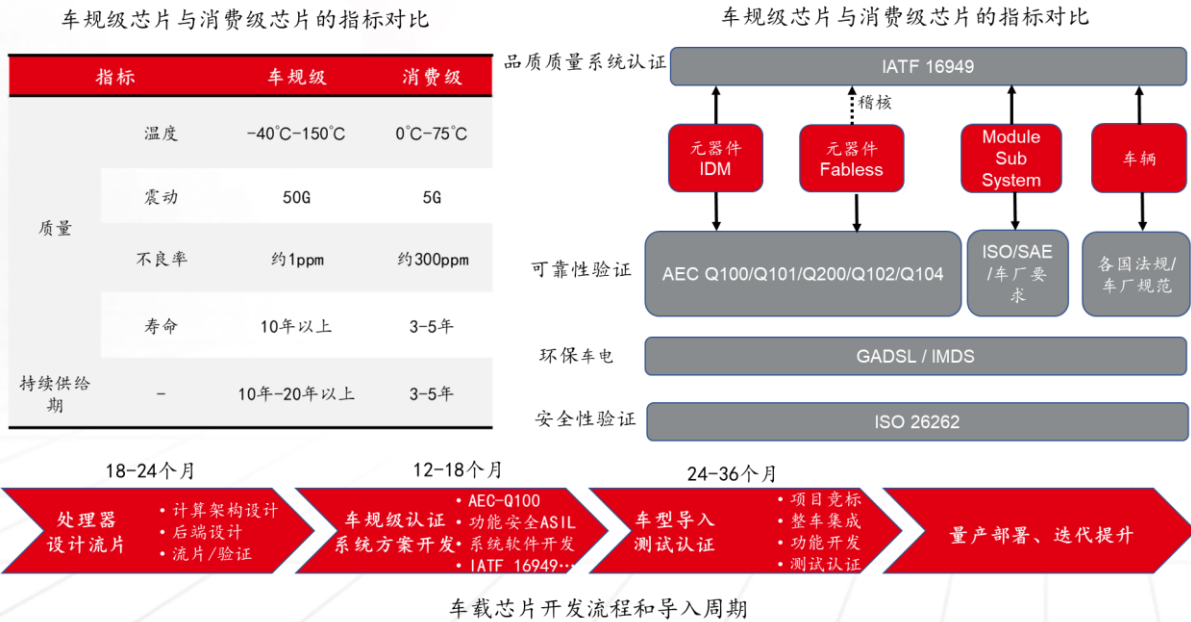 车规级芯片与消费级芯片的指标对比
指标 车规级 消费级
质量
温度 -40℃-150℃ 0℃-75℃
震动 50G 5G
不良率 约1ppm 约300ppm
寿命 10年以上 3-5年
持续供给
期
- 10年-20年以上 3-5年
车规级芯片与消费级芯片的指标对比
品质质量系统认证
IATF 16949
稽核
元器件
IDM
元器件
Fabless
Module
Sub
System
车辆
可靠性验证
AEC Q100/Q101/Q200/Q102/Q104
ISO/SAE
/车厂要
求
各国法规/
车厂规范
环保车电
GADSL / IMDS
安全性验证
ISO 26262
18-24个月
处理器
设计流片
• 计算架构设计
• 后端设计
• 流片/验证
12-18个月
车规级认证
系统方案开发
• AEC-Q100
• 功能安全ASIL
• 系统软件开发
• IATF 16949…
24-36个月
车型导入
测试认证
• 项目竞标
• 整车集成
• 功能开发
• 测试认证
量产部署、迭代提升
车载芯片开发流程和导入周期